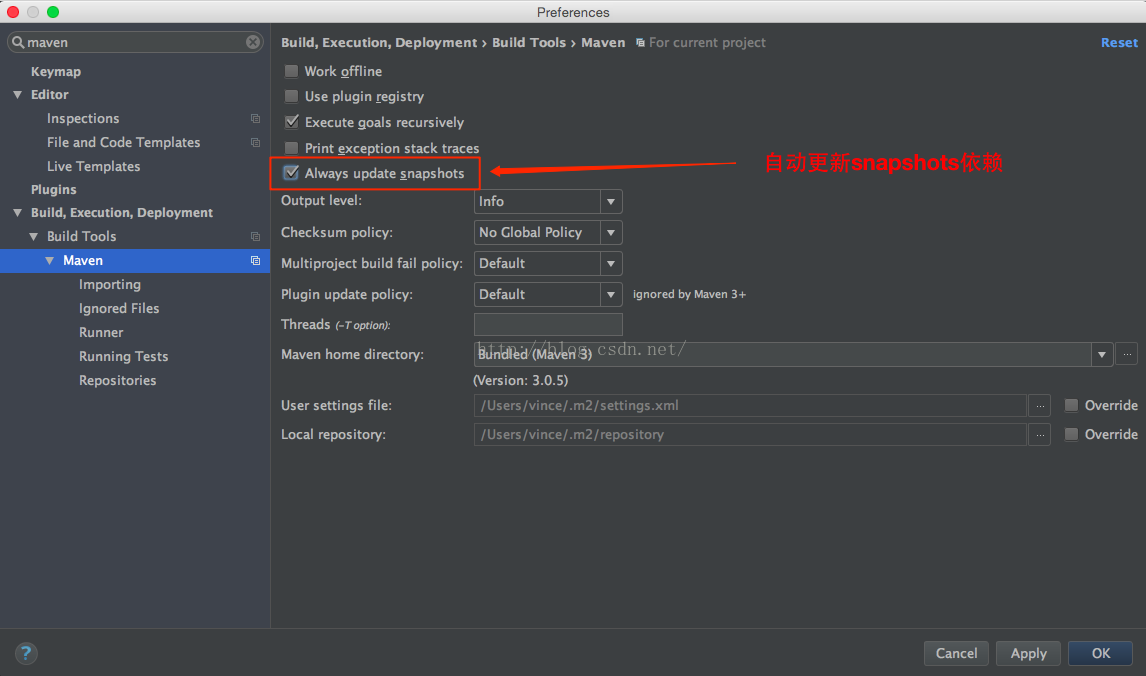 Preferences
maven
Keymap
Editor
Inspections
File and Code Templates
Live Templates
Plugins
Build, Execution, Deployment
Build Tools
Maven
Importing
Ignored Files
Runner
Running Tests
Repositories
Build, Execution, Deployment › Build Tools › Maven For current project Reset
Work offline
Use plugin registry
Execute goals recursively
Print exception stack traces
Always update snapshots
自动更新snapshots依赖
Output level: Info
Checksum policy: No Global Policy
Multiproject build fail policy: Default
Plugin update policy: Default ignored by Maven 3+
Threads (-T option):
http://blog.csdn.net/
Maven home directory: Bundled (Maven 3) ...
(Version: 3.0.5)
User settings file: /Users/vince/.m2/settings.xml ... Override
Local repository: /Users/vince/.m2/repository ... Override
? Cancel Apply OK